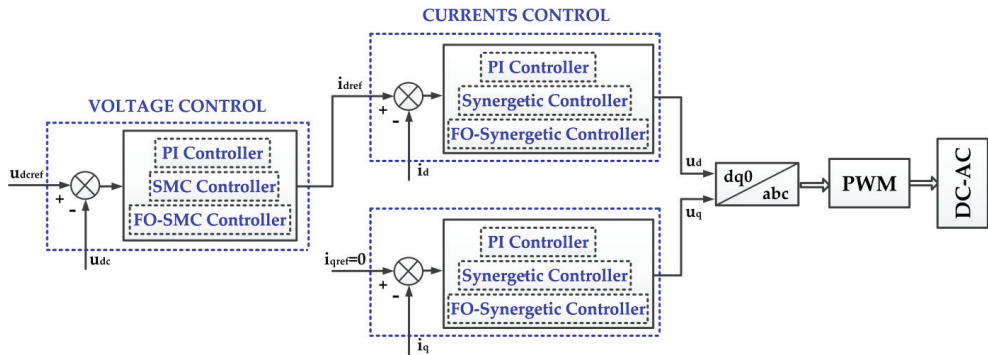 CURRENTS CONTROL
PI Controller
Synergetic Controller
FO-Synergetic Controller
idref
+
-
id
VOLTAGE CONTROL
PI Controller
SMC Controller
FO-SMC Controller
udcref
+
-
udc
ud
uq
dq0
abc
PWM
DC-AC
PI Controller
Synergetic Controller
FO-Synergetic Controller
iqref=0
+
-
iq